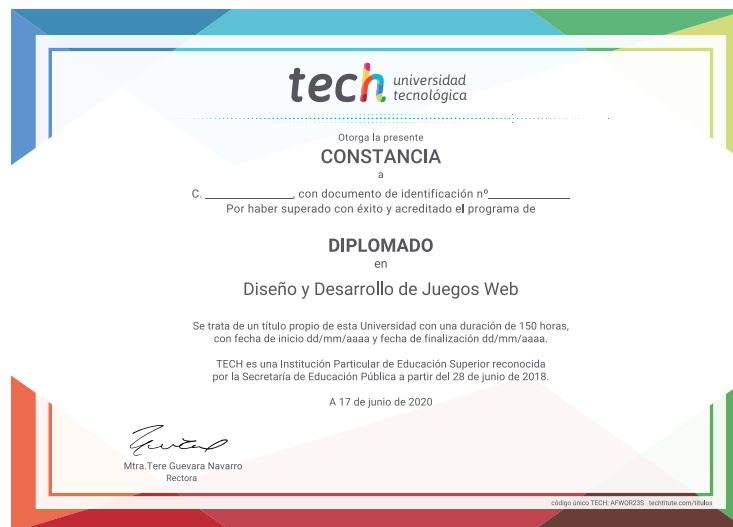 tech universidad
tecnológica
Otorga la presente
CONSTANCIA
a
C. ______________, con documento de identificación nº______________
Por haber superado con éxito y acreditado el programa de
DIPLOMADO
en
Diseño y Desarrollo de Juegos Web
Se trata de un título propio de esta Universidad con una duración de 150 horas,
con fecha de inicio dd/mm/aaaa y fecha de finalización dd/mm/aaaa.
TECH es una Institución Particular de Educación Superior reconocida
por la Secretaría de Educación Pública a partir del 28 de junio de 2018.
A 17 de junio de 2020
Mtra.Tere Guevara Navarro
Rectora
código único TECH: AFWOR23S techtitute.com/titulos